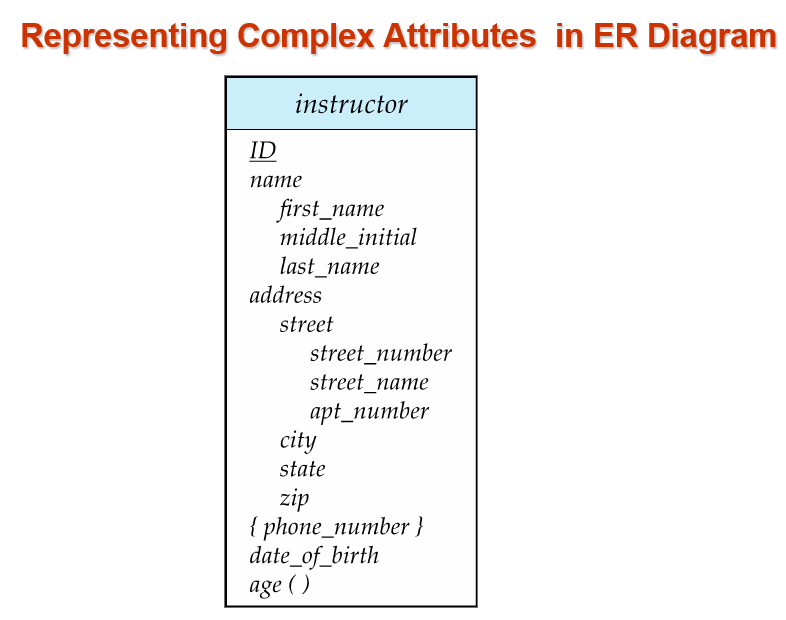 Representing Complex Attributes in ER Diagram
instructor
ID
name
first_name
middle_initial
last_name
address
street
street_number
street_name
apt_number
city
state
zip
{ phone_number }
date_of_birth
age ( )